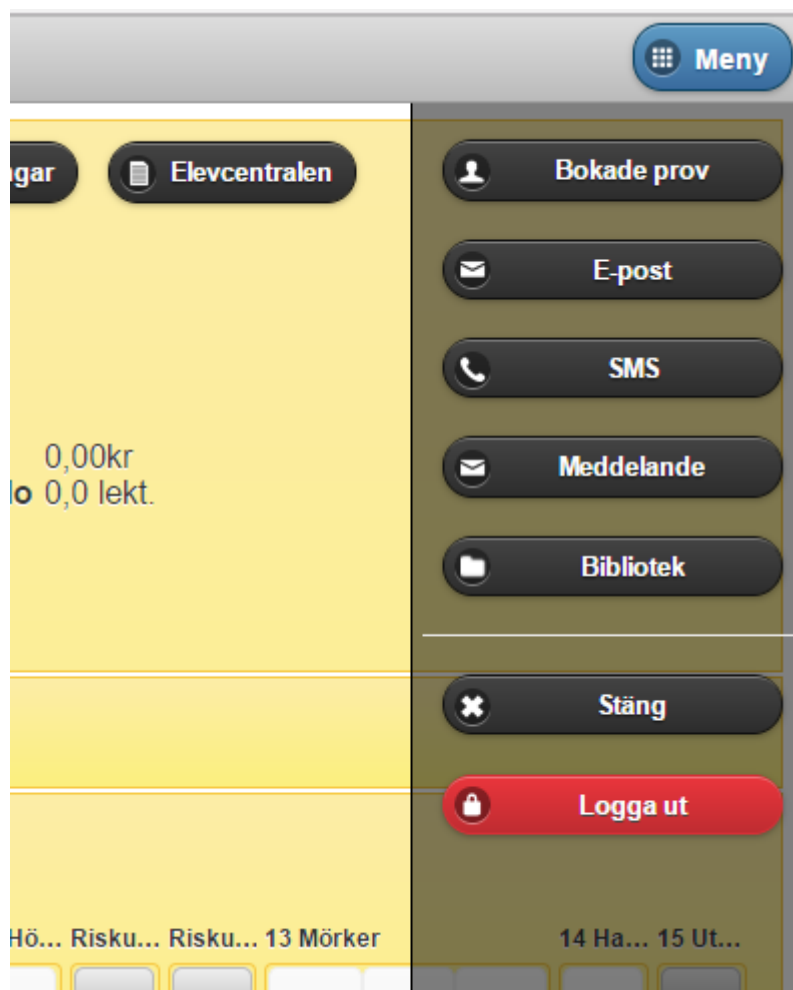 Meny
gar
Elevcentralen
Bokade prov
E-post
SMS
0,00kr
o 0,0 lekt.
Meddelande
Bibliotek
Stäng
Logga ut
Hö... Risku... Risku... 13 Mörker 14 Ha... 15 Ut...